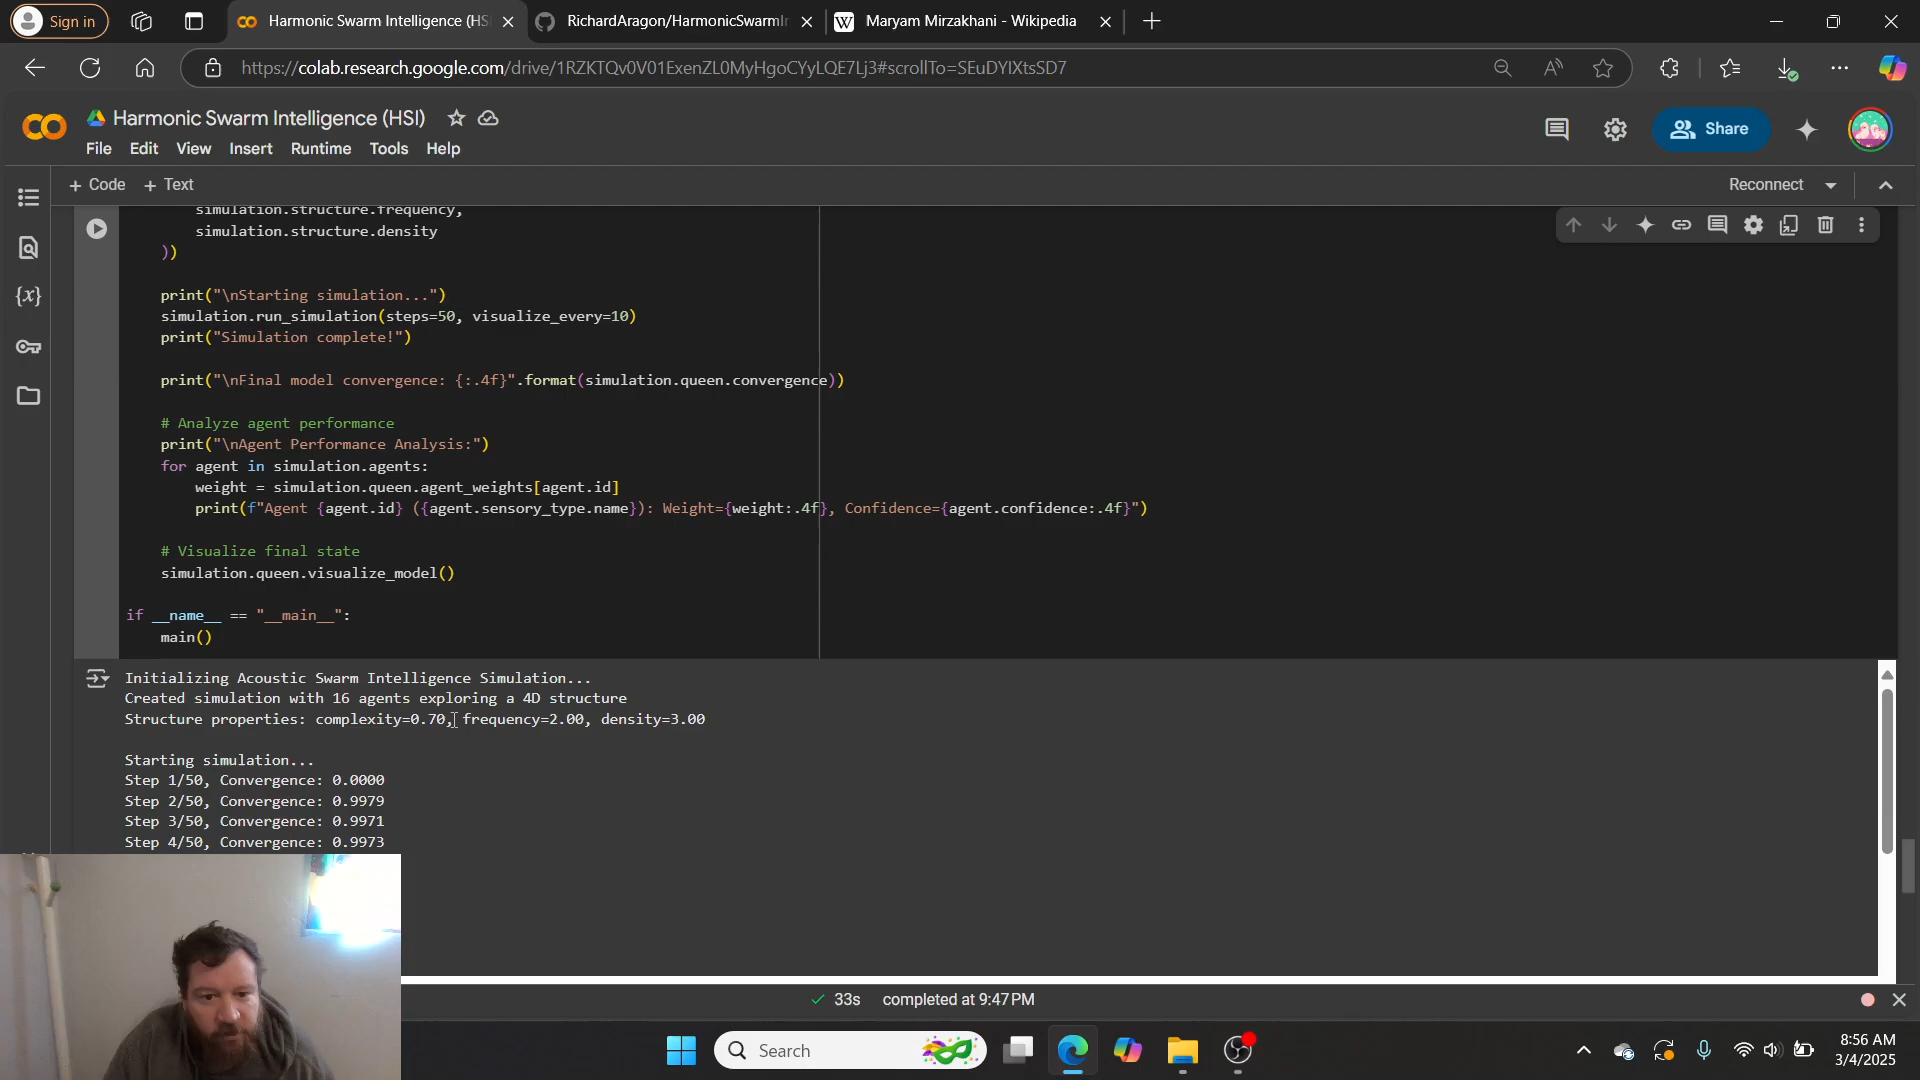 Sign in
Harmonic Swarm Intelligence (HSI
RichardAragon/HarmonicSwarmIn
Maryam Mirzakhani - Wikipedia
https://colab.research.google.com/drive/1RZKTQv0V01ExenZL0MyHgoCYyLQE7Lj3#scrollTo=SEuDYIXtsSD7
Harmonic Swarm Intelligence (HSI)
Share
File Edit View Insert Runtime Tools Help
+ Code + Text
Reconnect
simulation.structure.frequency,
simulation.structure.density
))
print("\nStarting simulation...")
simulation.run_simulation(steps=50, visualize_every=10)
print("Simulation complete!")
print("\nFinal model convergence: {:.4f}".format(simulation.queen.convergence))
# Analyze agent performance
print("\nAgent Performance Analysis:")
for agent in simulation.agents:
weight = simulation.queen.agent_weights[agent.id]
print(f"Agent {agent.id} ({agent.sensory_type.name}): Weight={weight:.4f}, Confidence={agent.confidence:.4f}")
# Visualize final state
simulation.queen.visualize_model()
if __name__ == "__main__":
main()
Initializing Acoustic Swarm Intelligence Simulation...
Created simulation with 16 agents exploring a 4D structure
Structure properties: complexity=0.70, frequency=2.00, density=3.00
Starting simulation...
Step 1/50, Convergence: 0.0000
Step 2/50, Convergence: 0.9979
Step 3/50, Convergence: 0.9971
Step 4/50, Convergence: 0.9973
33s completed at 9:47 PM
Search
8:56 AM
3/4/2025